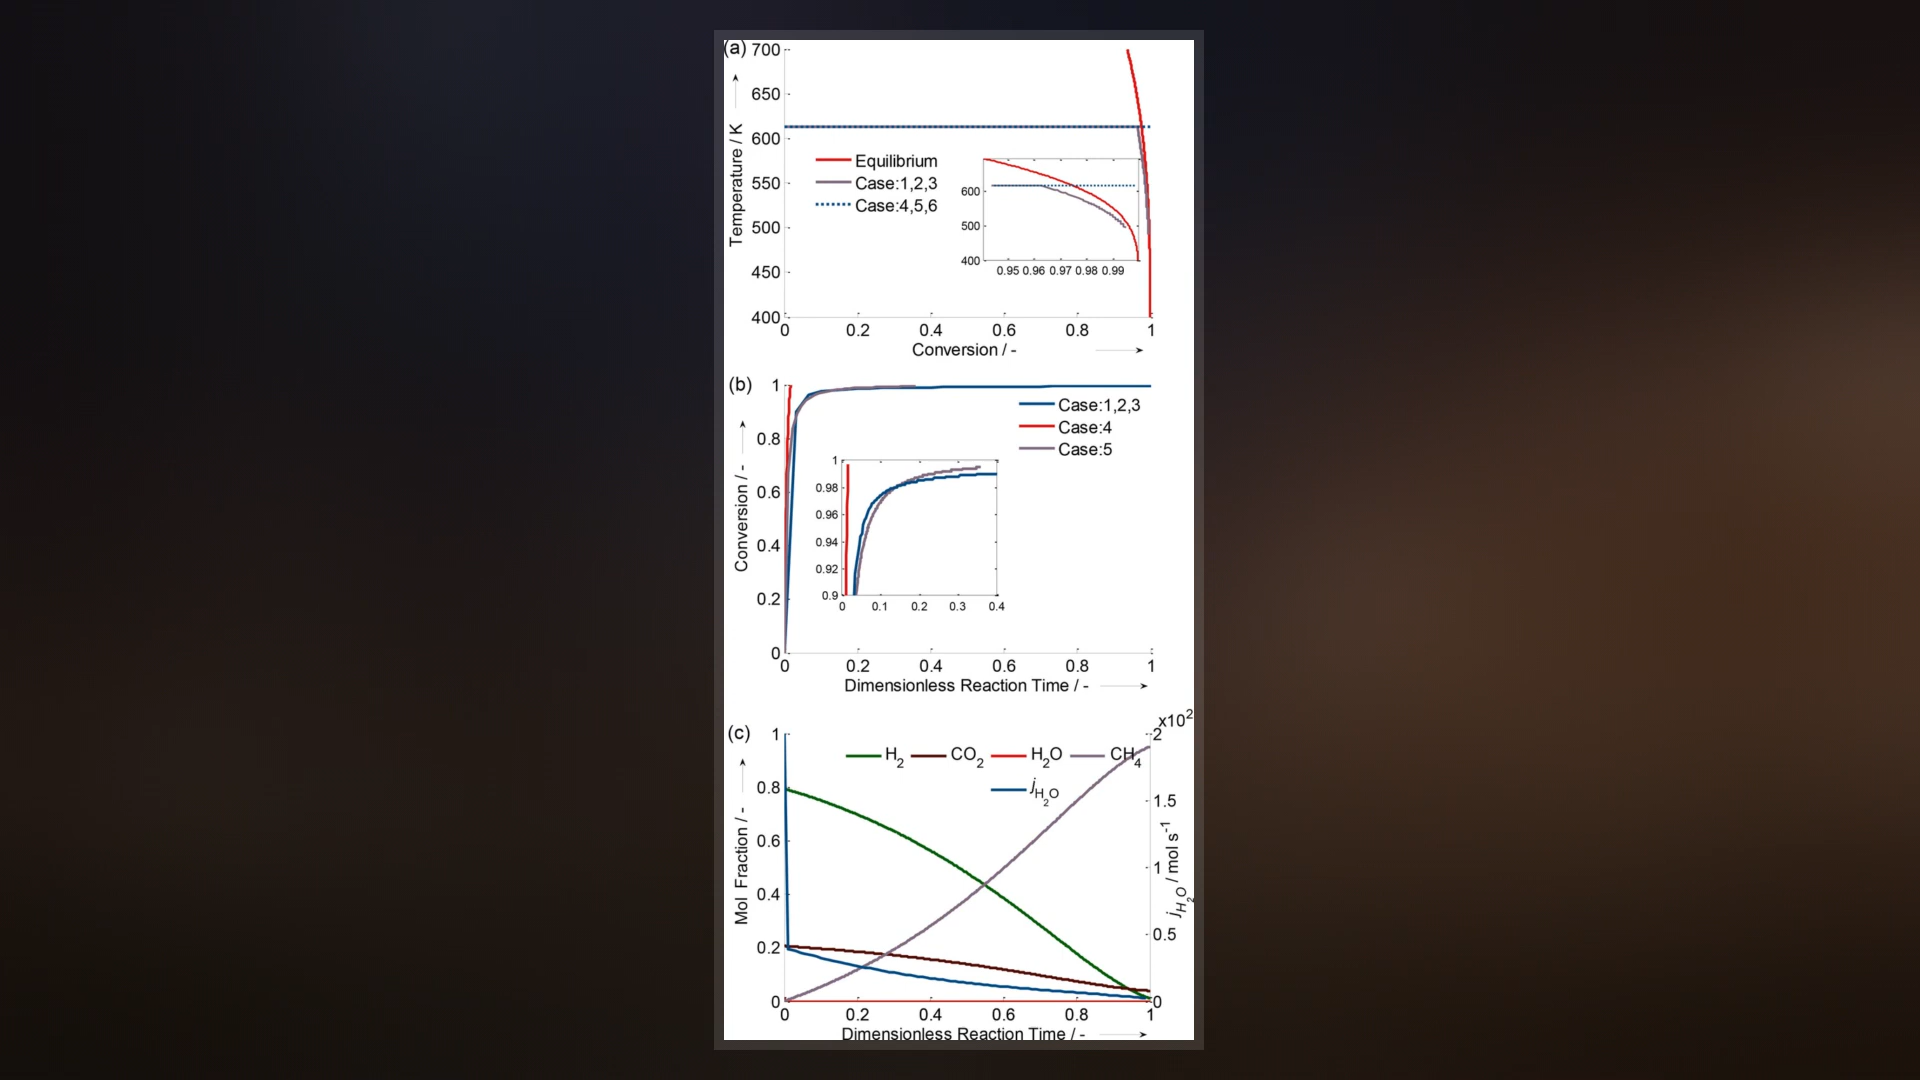 (a)
700
650
600
550
500
450
400
Temperature / K
Equilibrium
Case:1,2,3
Case:4,5,6
600
500
400
0.95 0.96 0.97 0.98 0.99
0 0.2 0.4 0.6 0.8 1
Conversion / -
(b)
1
0.8
0.6
0.4
0.2
0
Conversion / -
Case:1,2,3
Case:4
Case:5
1
0.98
0.96
0.94
0.92
0.9
0 0.1 0.2 0.3 0.4
0 0.2 0.4 0.6 0.8 1
Dimensionless Reaction Time / -
(c)
x10²
1
0.8
0.6
0.4
0.2
0
Mol Fraction / -
H₂ CO₂ H₂O CH₄
j_H₂O
2
1.5
1
0.5
0
j_H₂O / mol s⁻¹
0 0.2 0.4 0.6 0.8 1
Dimensionless Reaction Time / -